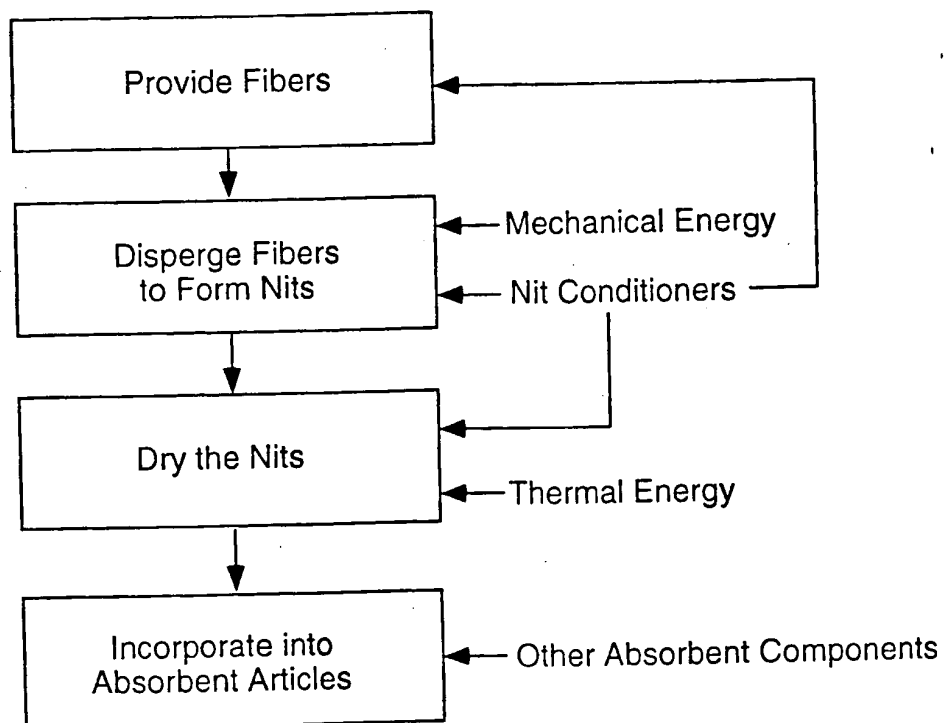 Provide Fibers
Disperge Fibers
to Form Nits
Mechanical Energy
Nit Conditioners
Dry the Nits
Thermal Energy
Incorporate into
Absorbent Articles
Other Absorbent Components